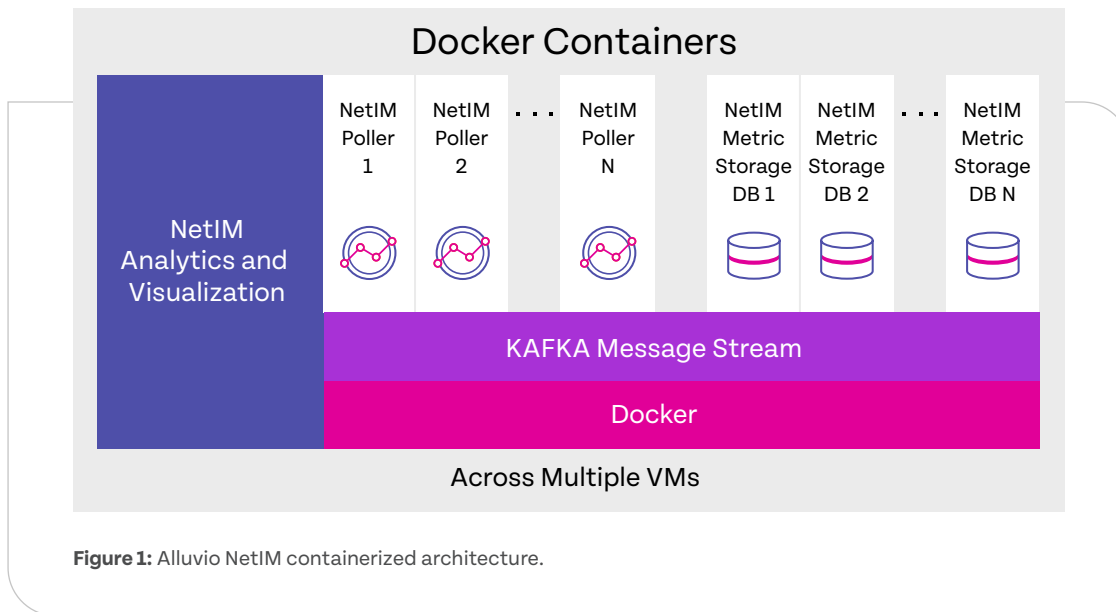 Docker Containers
NetIM
Analytics and
Visualization
NetIM
Poller
1
NetIM
Poller
2
. . .
NetIM
Poller
N
NetIM
Metric
Storage
DB 1
NetIM
Metric
Storage
DB 2
. . .
NetIM
Metric
Storage
DB N
KAFKA Message Stream
Docker
Across Multiple VMs
Figure 1: Alluvio NetIM containerized architecture.